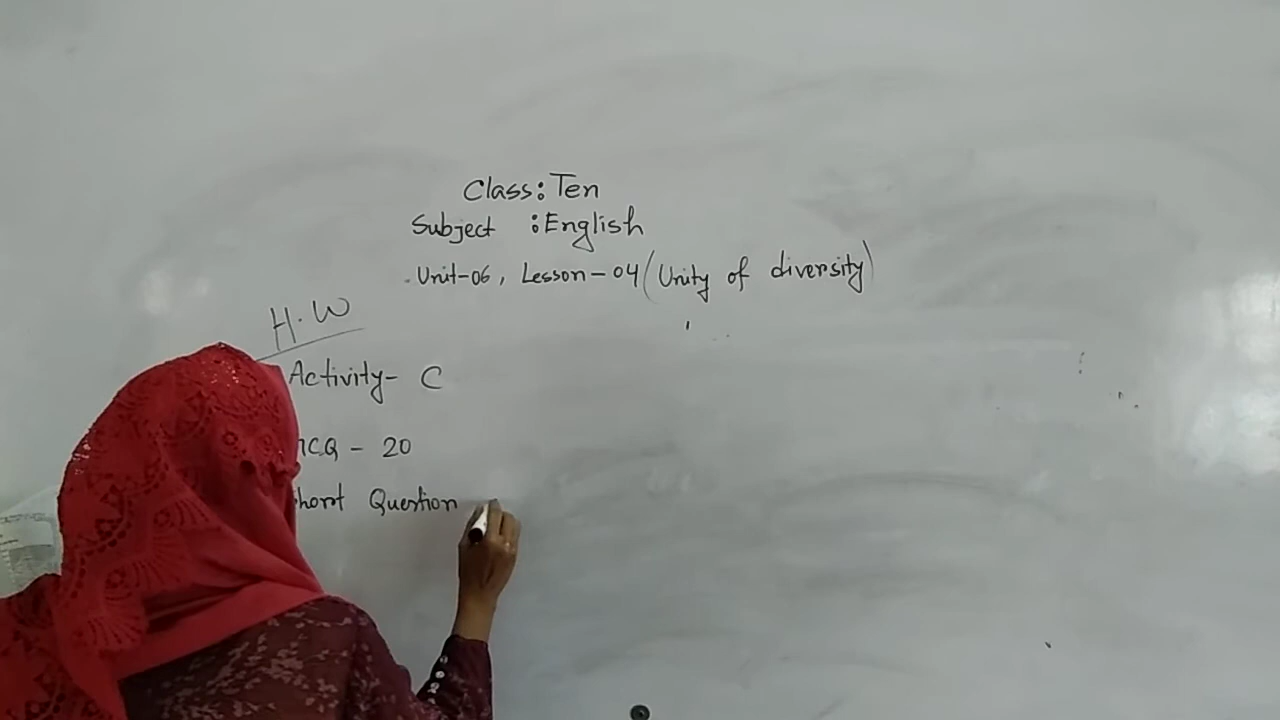 Class: Ten
Subject : English
Unit-06, Lesson-04 (Unity of diversity)
H.W
Activity- C
MCQ - 20
Short Question